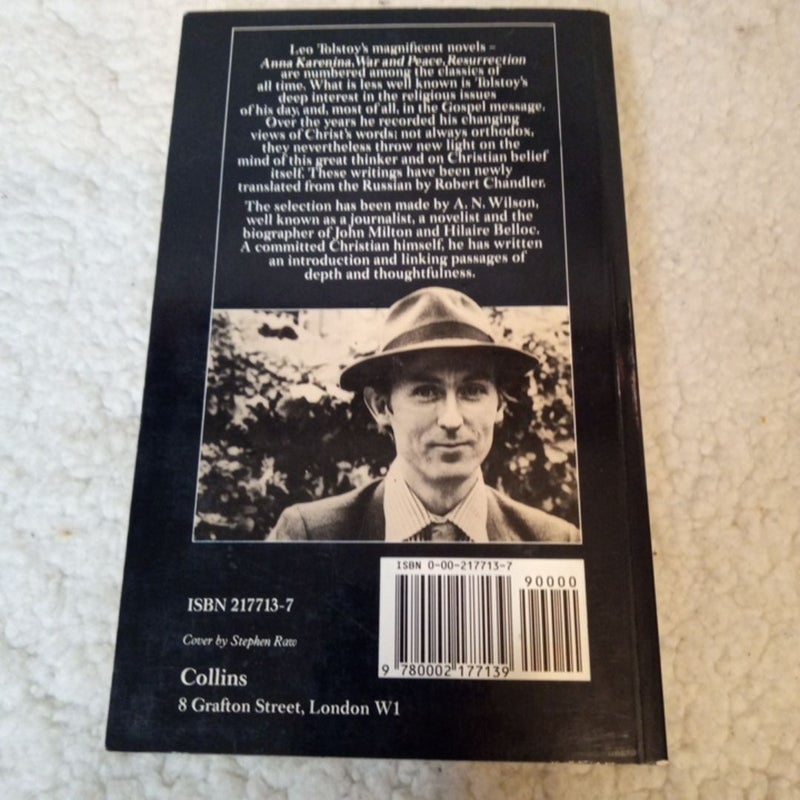 Leo Tolstoy's magnificent novels –
Anna Karenina, War and Peace, Resurrection
are numbered among the classics of
all time. What is less well known is Tolstoy's
deep interest in the religious issues
of his day, and, most of all, in the Gospel message.
Over the years he recorded his changing
views of Christ's words: not always orthodox,
they nevertheless throw new light on the
mind of this great thinker and on Christian belief
itself. These writings have been newly
translated from the Russian by Robert Chandler.
The selection has been made by A. N. Wilson,
well known as a journalist, a novelist and the
biographer of John Milton and Hilaire Belloc.
A committed Christian himself, he has written
an introduction and linking passages of
depth and thoughtfulness.
ISBN 0-00-217713-7
90000
9 780002 177139
ISBN 217713-7
Cover by Stephen Raw
Collins
8 Grafton Street, London W1